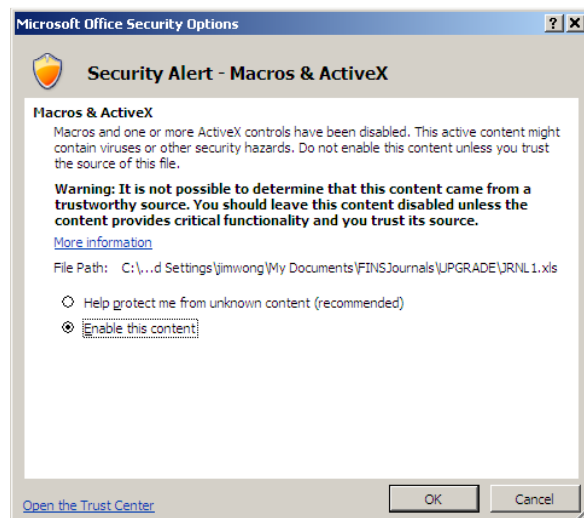 Microsoft Office Security Options
Security Alert - Macros & ActiveX
Macros & ActiveX
Macros and one or more ActiveX controls have been disabled. This active content might
contain viruses or other security hazards. Do not enable this content unless you trust
the source of this file.
Warning: It is not possible to determine that this content came from a
trustworthy source. You should leave this content disabled unless the
content provides critical functionality and you trust its source.
More information
File Path: C:\...d Settings\jimwong\My Documents\FINSJournals\UPGRADE\JRNL1.xls
Help protect me from unknown content (recommended)
Enable this content
Open the Trust Center
OK
Cancel